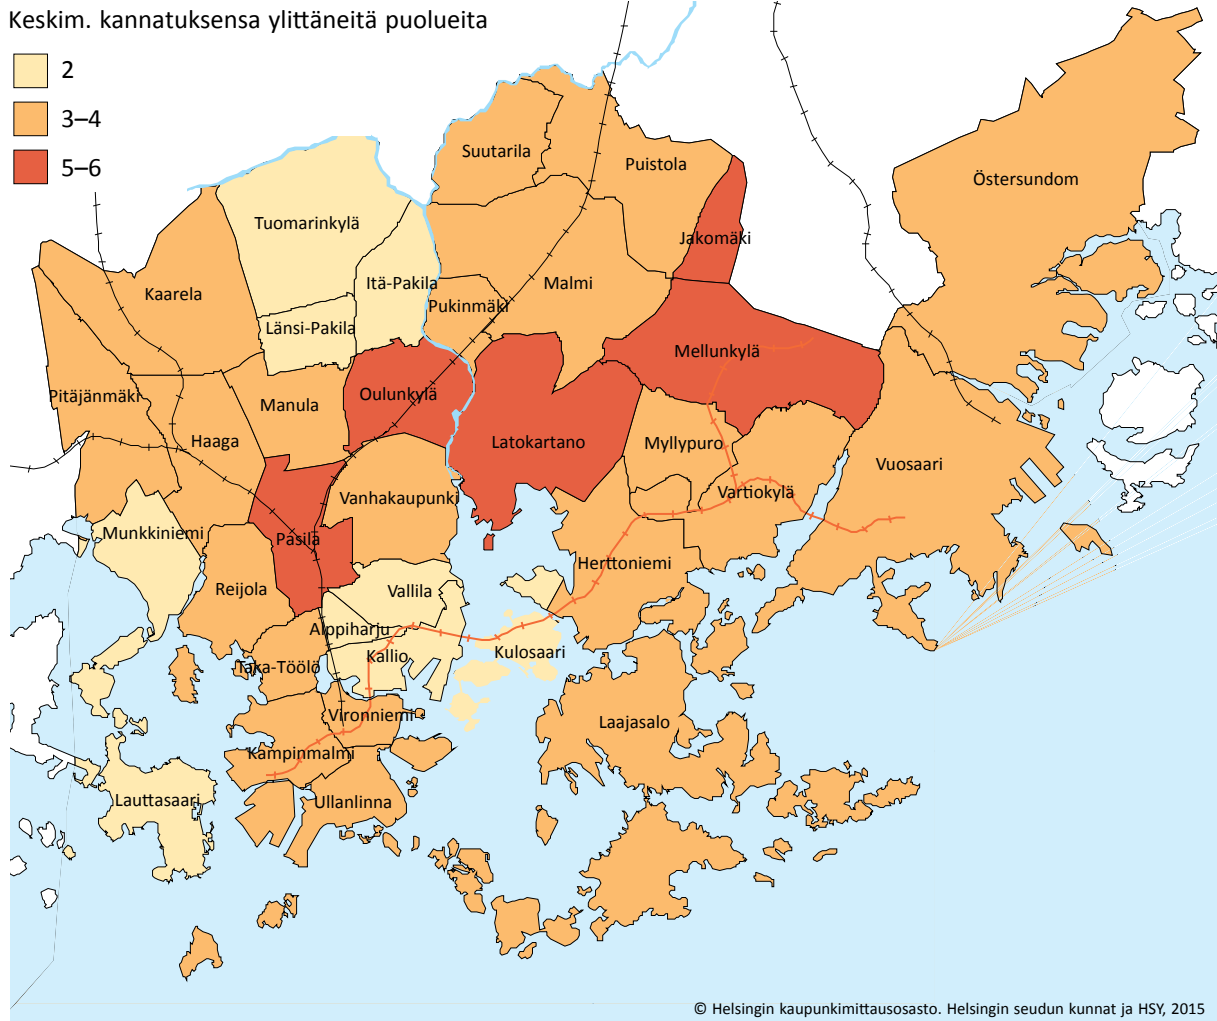 Keskim. kannatuksensa ylittäneitä puolueita
2
3–4
5–6
Suutarila
Puistola
Östersundom
Tuomarinkylä
Jakomäki
Itä-Pakila
Malmi
Kaarela
Pukinmäki
Länsi-Pakila
Mellunkylä
Pitäjänmäki
Oulunkylä
Manula
Haaga
Latokartano
Myllypuro
Vuosaari
Vanhakaupunki
Vartiokylä
Munkkiniemi
Pasila
Herttoniemi
Reijola
Vallila
Alppiharju
Kallio
Kulosaari
Taka-Töölö
Vironniemi
Laajasalo
Kampinmalmi
Lauttasaari
Ullanlinna
© Helsingin kaupunkimittausosasto. Helsingin seudun kunnat ja HSY, 2015